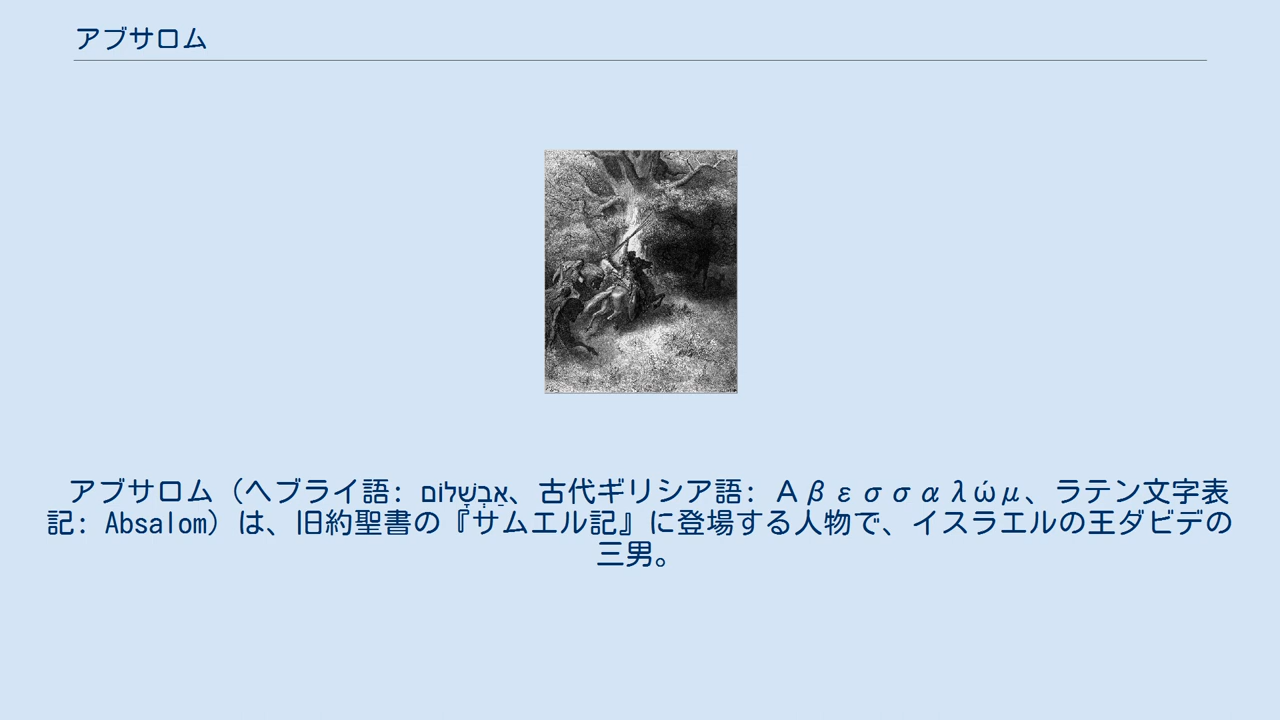 アブサロム
アブサロム（ヘブライ語: אַבְשָׁלוֹם、古代ギリシア語: Αβεσσαλώμ、ラテン文字表
記: Absalom）は、旧約聖書の『サムエル記』に登場する人物で、イスラエルの王ダビデの
三男。